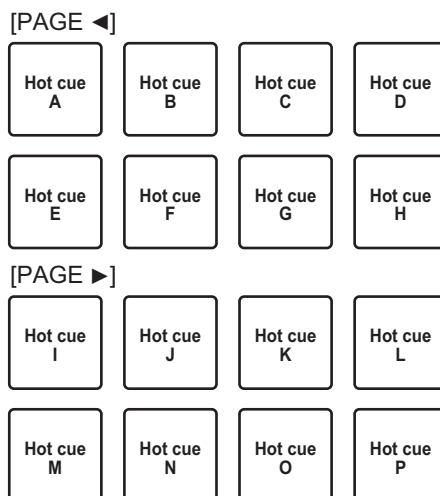 [PAGE ◄]
Hot cue A
Hot cue B
Hot cue C
Hot cue D
Hot cue E
Hot cue F
Hot cue G
Hot cue H
[PAGE ►]
Hot cue I
Hot cue J
Hot cue K
Hot cue L
Hot cue M
Hot cue N
Hot cue O
Hot cue P